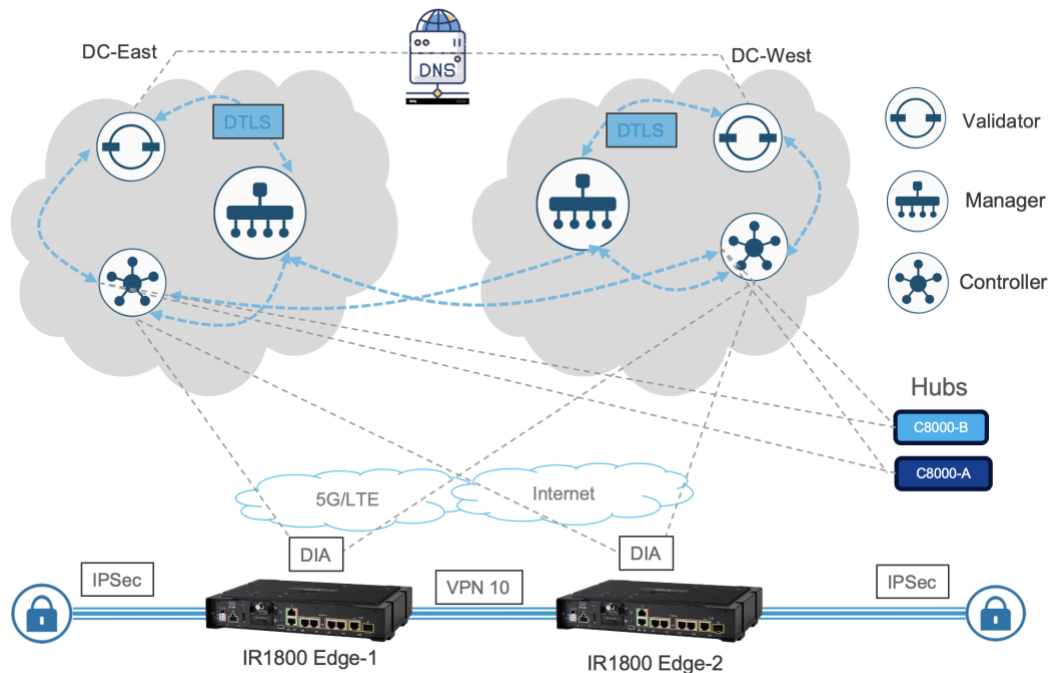 DC-East
DNS
DC-West
DTLS
DTLS
Validator
Manager
Controller
Hubs
C8000-B
C8000-A
5G/LTE
Internet
DIA
DIA
IPSec
VPN 10
IPSec
IR1800 Edge-1
IR1800 Edge-2